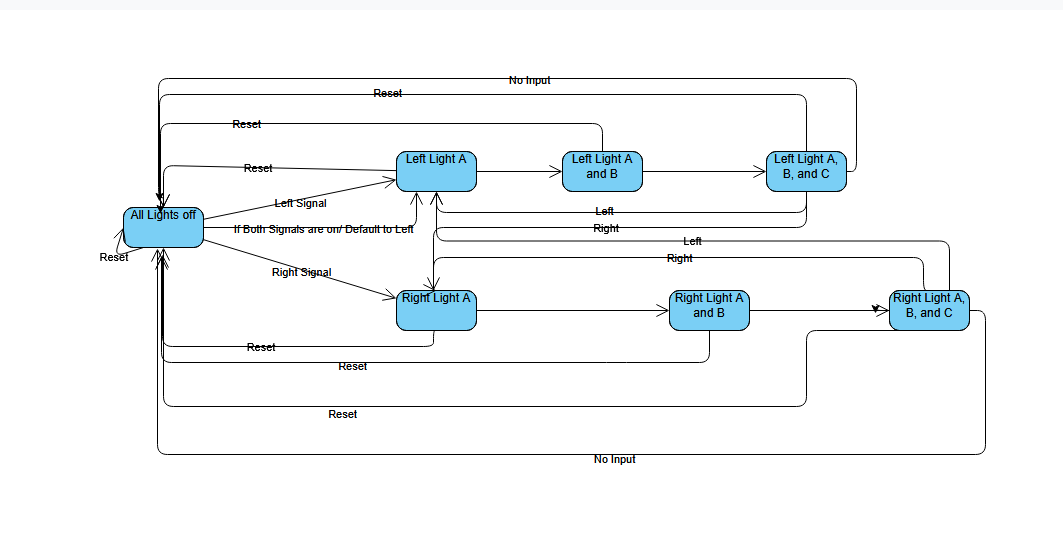 No Input
Reset
Reset
Left Light A
Left Light A
and B
Left Light A,
B, and C
Reset
Left Signal
Left
All Lights off
If Both Signals are on/ Default to Left
Right
Left
Reset
Right
Right Signal
Right Light A
Right Light A
and B
Right Light A,
B, and C
Reset
Reset
Reset
No Input